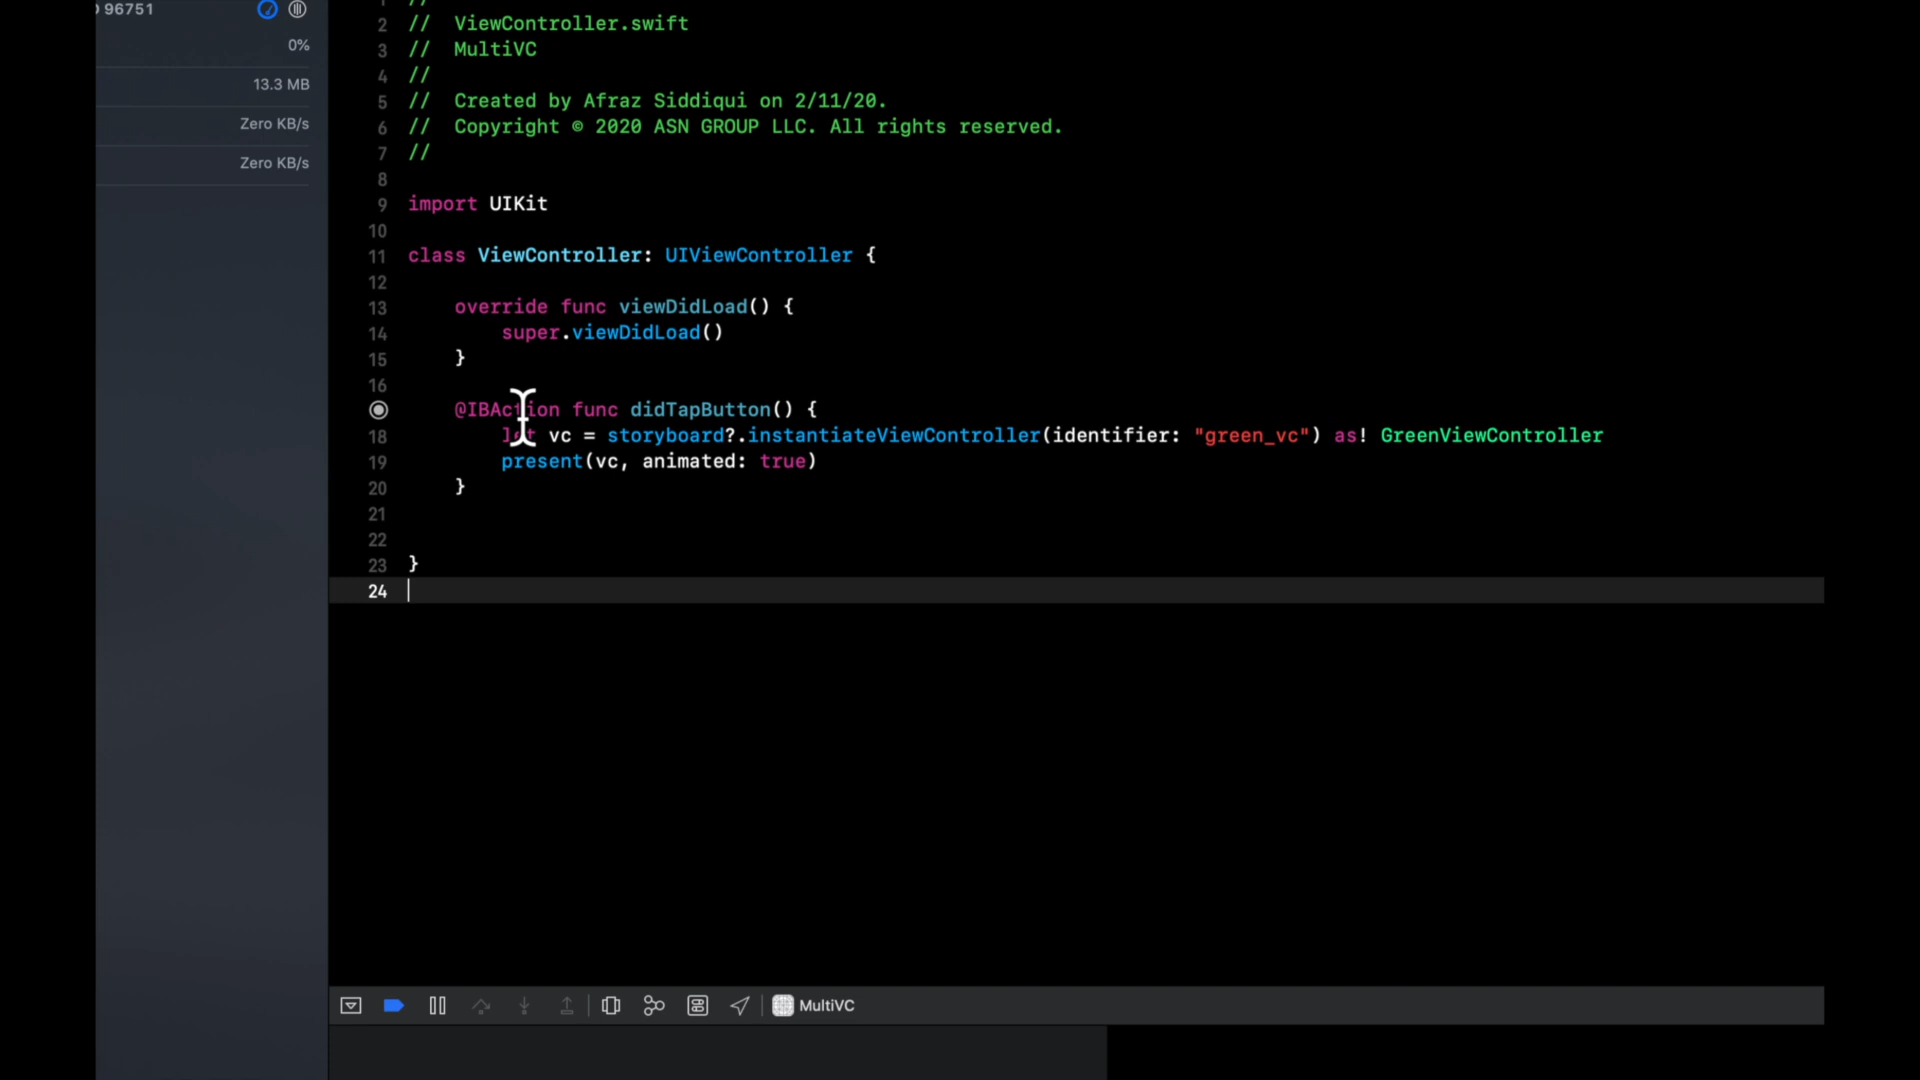 96751
0%
13.3 MB
Zero KB/s
Zero KB/s
1 //
2 // ViewController.swift
3 // MultiVC
4 //
5 // Created by Afraz Siddiqui on 2/11/20.
6 // Copyright © 2020 ASN GROUP LLC. All rights reserved.
7 //
8
9 import UIKit
10
11 class ViewController: UIViewController {
12
13 override func viewDidLoad() {
14 super.viewDidLoad()
15 }
16
@IBAction func didTapButton() {
18 let vc = storyboard?.instantiateViewController(identifier: "green_vc") as! GreenViewController
19 present(vc, animated: true)
20 }
21
22
23 }
24
MultiVC